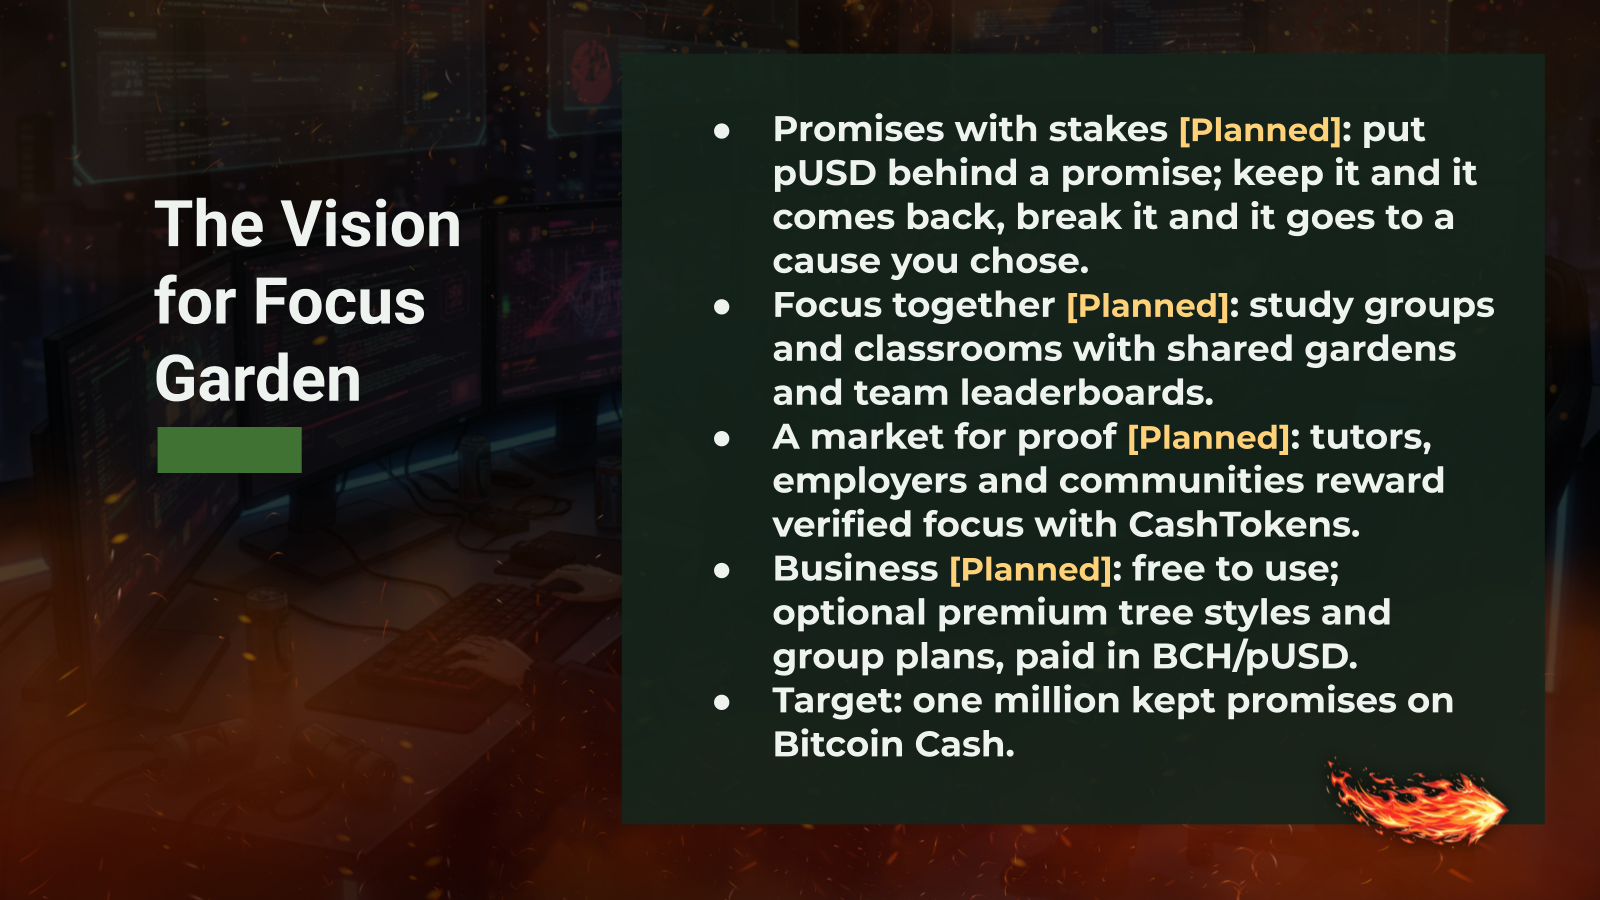 The Vision
for Focus
Garden
● Promises with stakes [Planned]: put
pUSD behind a promise; keep it and it
comes back, break it and it goes to a
cause you chose.
● Focus together [Planned]: study groups
and classrooms with shared gardens
and team leaderboards.
● A market for proof [Planned]: tutors,
employers and communities reward
verified focus with CashTokens.
● Business [Planned]: free to use;
optional premium tree styles and
group plans, paid in BCH/pUSD.
● Target: one million kept promises on
Bitcoin Cash.